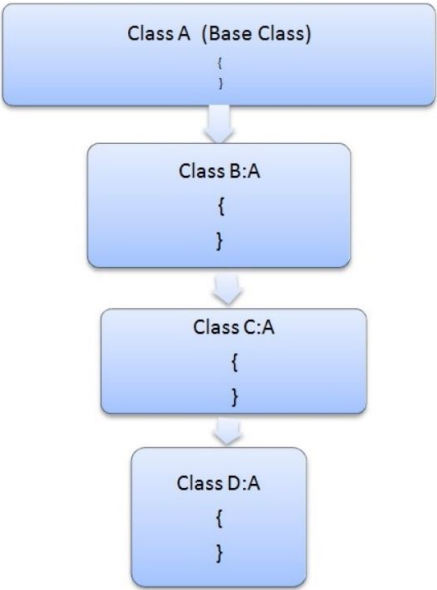 Class A  (Base Class)
{
}
Class B:A
{
}
Class C:A
{
}
Class D:A
{
}